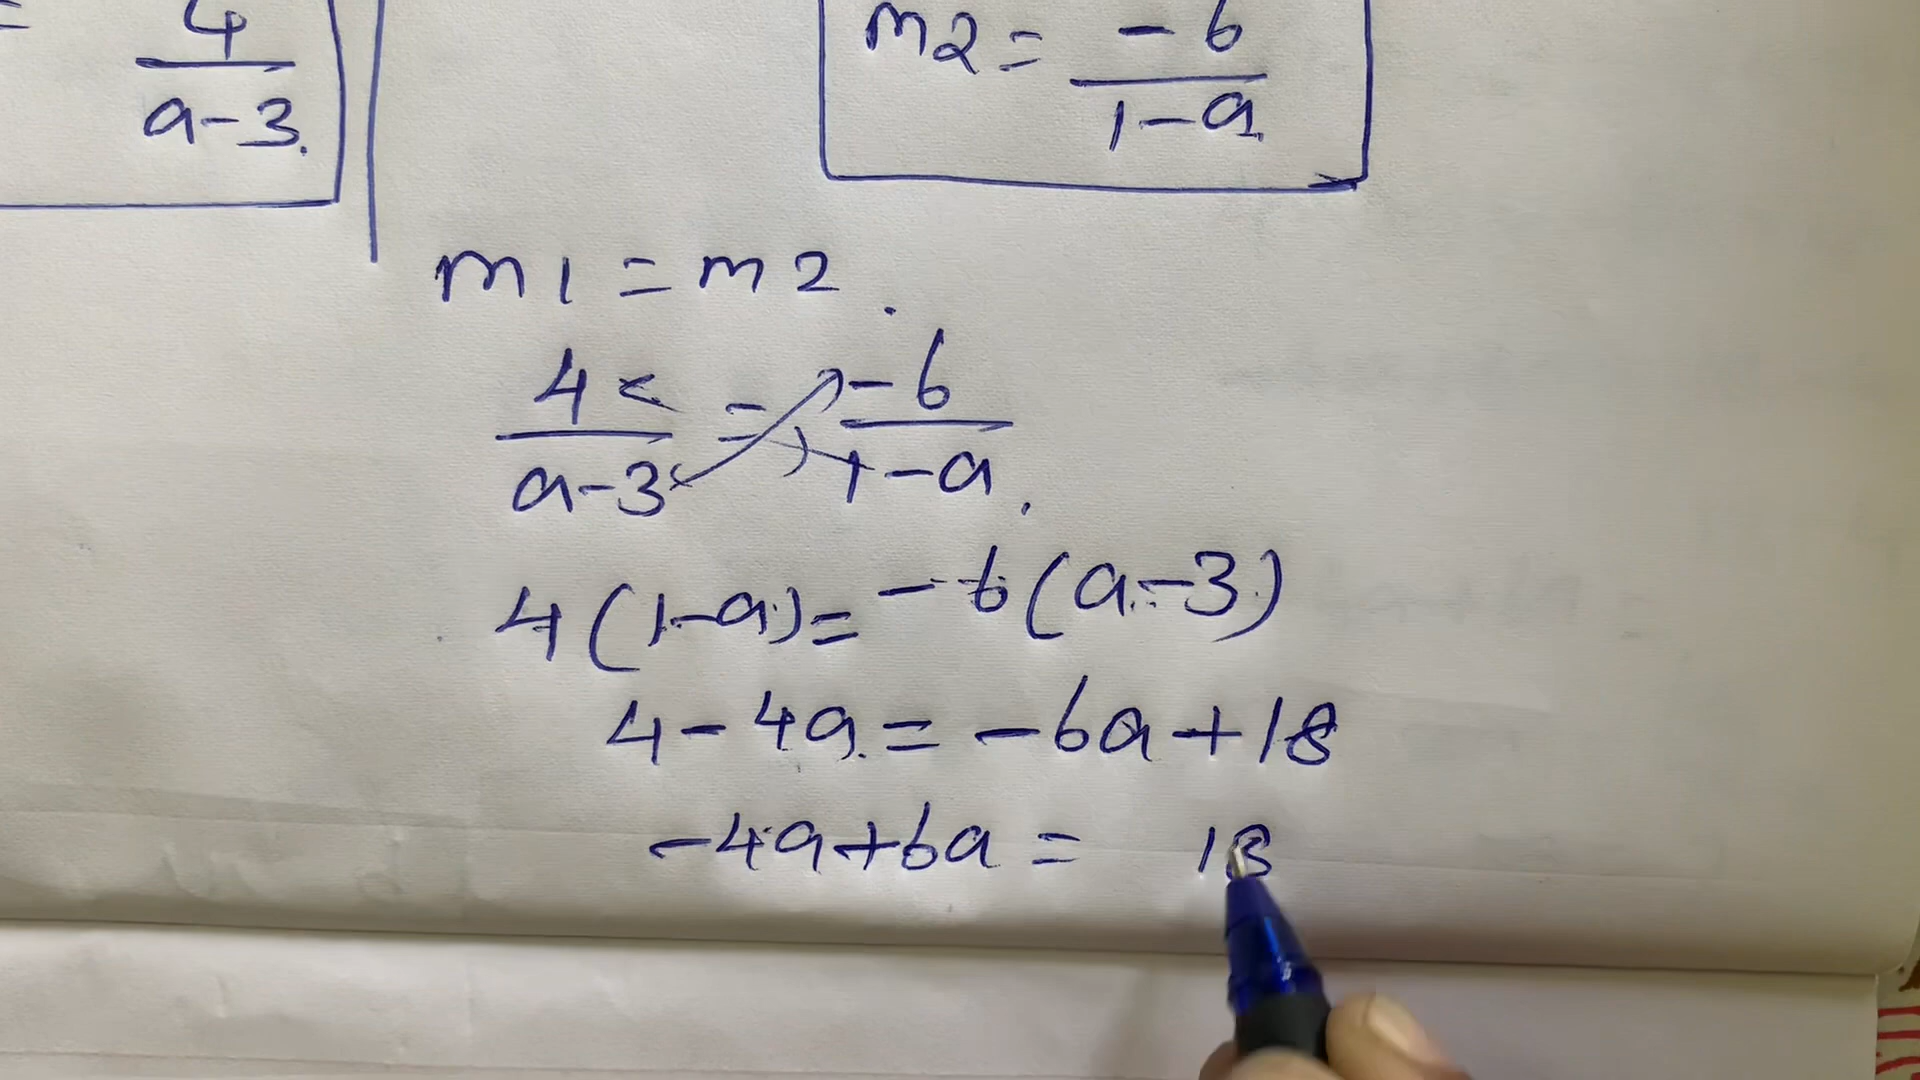 = 4/(a-3).
m2 = -6/(1-a)
m1 = m2.
4/(a-3) = -6/(1-a).
4(1-a) = -6(a-3)
4 - 4a = -6a + 18
-4a + 6a = 18